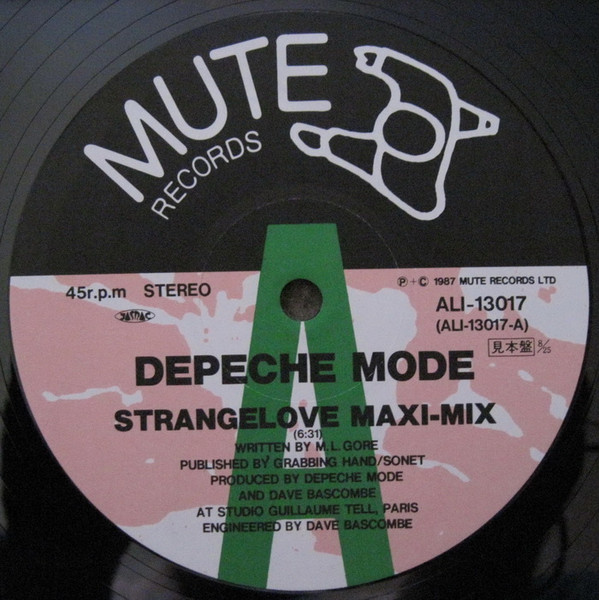 MUTE
RECORDS
℗+© 1987 MUTE RECORDS LTD
45r.p.m STEREO
ALI-13017
(ALI-13017-A)
JASRAC
見本盤 8/25
A
DEPECHE MODE
STRANGELOVE MAXI-MIX
(6:31)
WRITTEN BY M.L.GORE
PUBLISHED BY GRABBING HAND/SONET
PRODUCED BY DEPECHE MODE
AND DAVE BASCOMBE
AT STUDIO GUILLAUME TELL, PARIS
ENGINEERED BY DAVE BASCOMBE